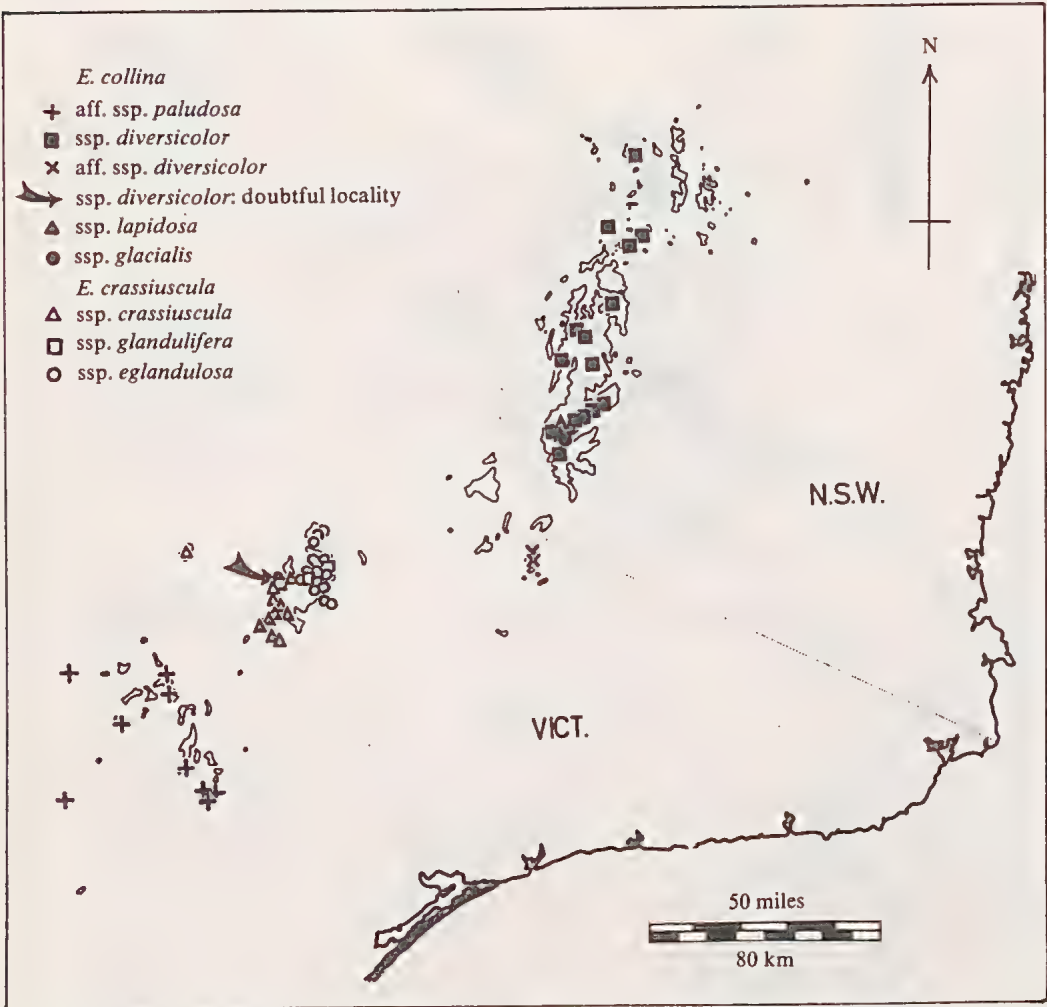 N
E. collina
aff. ssp. paludosa
ssp. diversicolor
aff. ssp. diversicolor
ssp. diversicolor: doubtful locality
ssp. lapidosa
ssp. glacialis
E. crassiuscula
ssp. crassiuscula
ssp. glandulifera
ssp. eglandulosa
N.S.W.
VICT.
50 miles
80 km